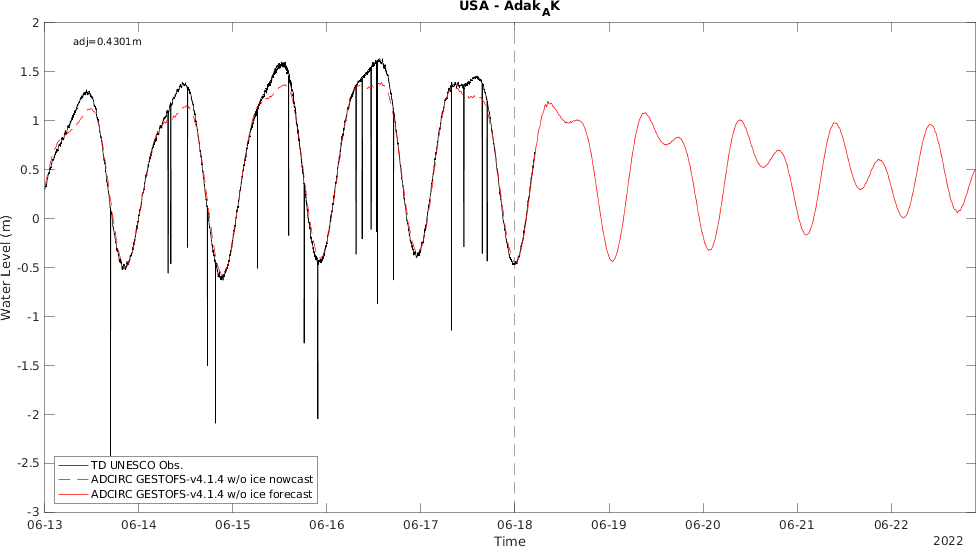 USA - Adak_AK
adj=0.4301m
2
1.5
1
0.5
0
-0.5
-1
-1.5
-2
-2.5
-3
Water Level (m)
TD UNESCO Obs.
ADCIRC GESTOFS-v4.1.4 w/o ice nowcast
ADCIRC GESTOFS-v4.1.4 w/o ice forecast
06-13 06-14 06-15 06-16 06-17 06-18 06-19 06-20 06-21 06-22
Time
2022